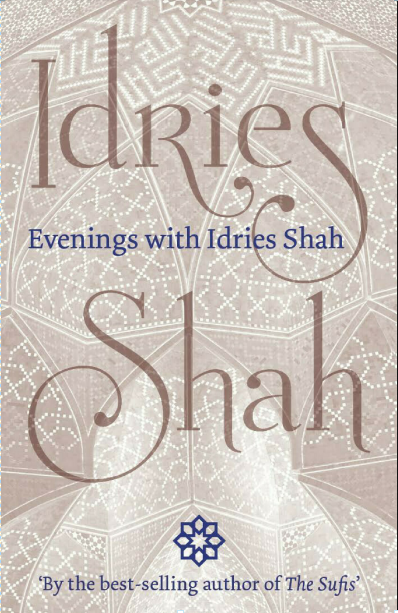 Idries
Evenings with Idries Shah
Shah
‘By the best-selling author of The Sufis’